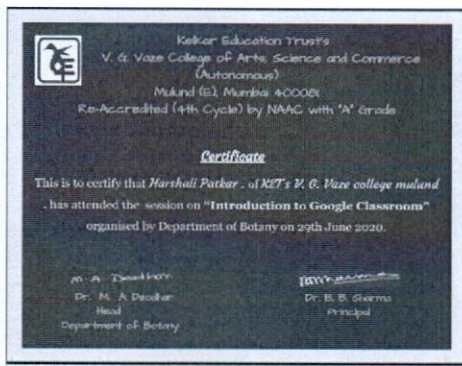 Kelkar Education Trust's
V. G. Vaze College of Arts, Science and Commerce
(Autonomous)
Mulund (E), Mumbai 400081
Re-Accredited (4th Cycle) by NAAC with "A" Grade
Certificate
This is to certify that Harshali Patkar . of KET's V. G. Vaze college mulund
. has attended the session on "Introduction to Google Classroom"
organised by Department of Botany on 29th June 2020.
M. A. Deodhar
Dr. M. A Deodhar
Head
Department of Botany
Dr. B. B. Sharma
Principal